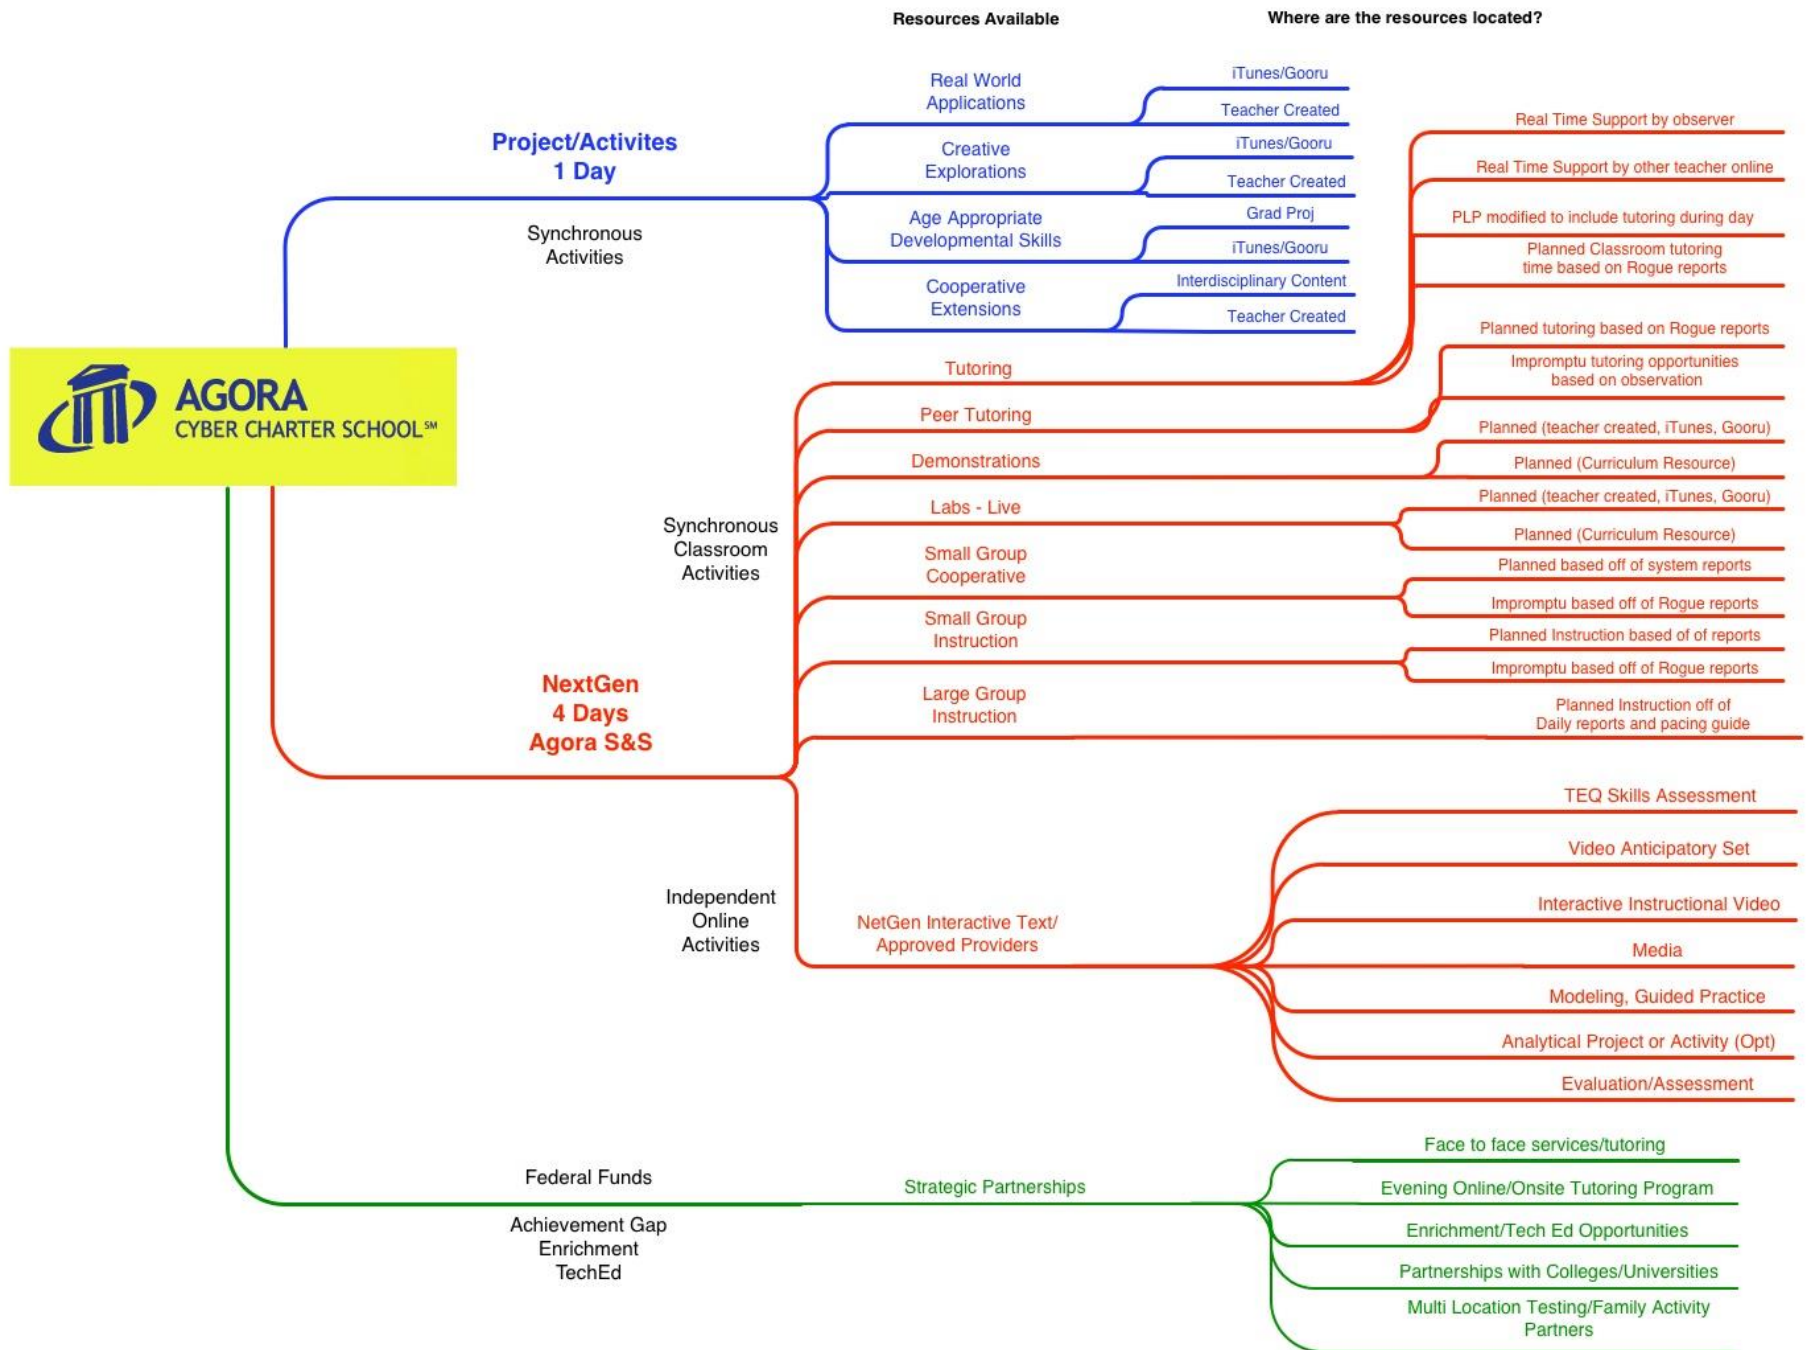 Resources Available
Where are the resources located?
Project/Activites
1 Day
Synchronous
Activities
Real World
Applications
iTunes/Gooru
Teacher Created
Creative
Explorations
iTunes/Gooru
Teacher Created
Age Appropriate
Developmental Skills
Grad Proj
iTunes/Gooru
Cooperative
Extensions
Interdisciplinary Content
Teacher Created
AGORA
CYBER CHARTER SCHOOL℠
NextGen
4 Days
Agora S&S
Synchronous
Classroom
Activities
Tutoring
Real Time Support by observer
Real Time Support by other teacher online
PLP modified to include tutoring during day
Planned Classroom tutoring
time based on Rogue reports
Peer Tutoring
Planned tutoring based on Rogue reports
Impromptu tutoring opportunities
based on observation
Demonstrations
Planned (teacher created, iTunes, Gooru)
Planned (Curriculum Resource)
Labs - Live
Planned (teacher created, iTunes, Gooru)
Planned (Curriculum Resource)
Small Group
Cooperative
Planned based off of system reports
Impromptu based off of Rogue reports
Small Group
Instruction
Planned Instruction based of of reports
Impromptu based off of Rogue reports
Large Group
Instruction
Planned Instruction off of
Daily reports and pacing guide
Independent
Online
Activities
NetGen Interactive Text/
Approved Providers
TEQ Skills Assessment
Video Anticipatory Set
Interactive Instructional Video
Media
Modeling, Guided Practice
Analytical Project or Activity (Opt)
Evaluation/Assessment
Federal Funds
Achievement Gap
Enrichment
TechEd
Strategic Partnerships
Face to face services/tutoring
Evening Online/Onsite Tutoring Program
Enrichment/Tech Ed Opportunities
Partnerships with Colleges/Universities
Multi Location Testing/Family Activity
Partners